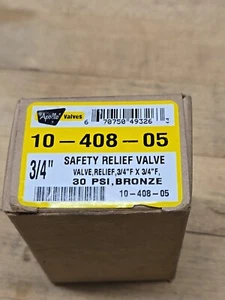 Apollo Valves
6 70750 49326 3
10-408-05
3/4"
SAFETY RELIEF VALVE
VALVE,RELIEF,3/4"F X 3/4"F,
30 PSI,BRONZE
10-408-05